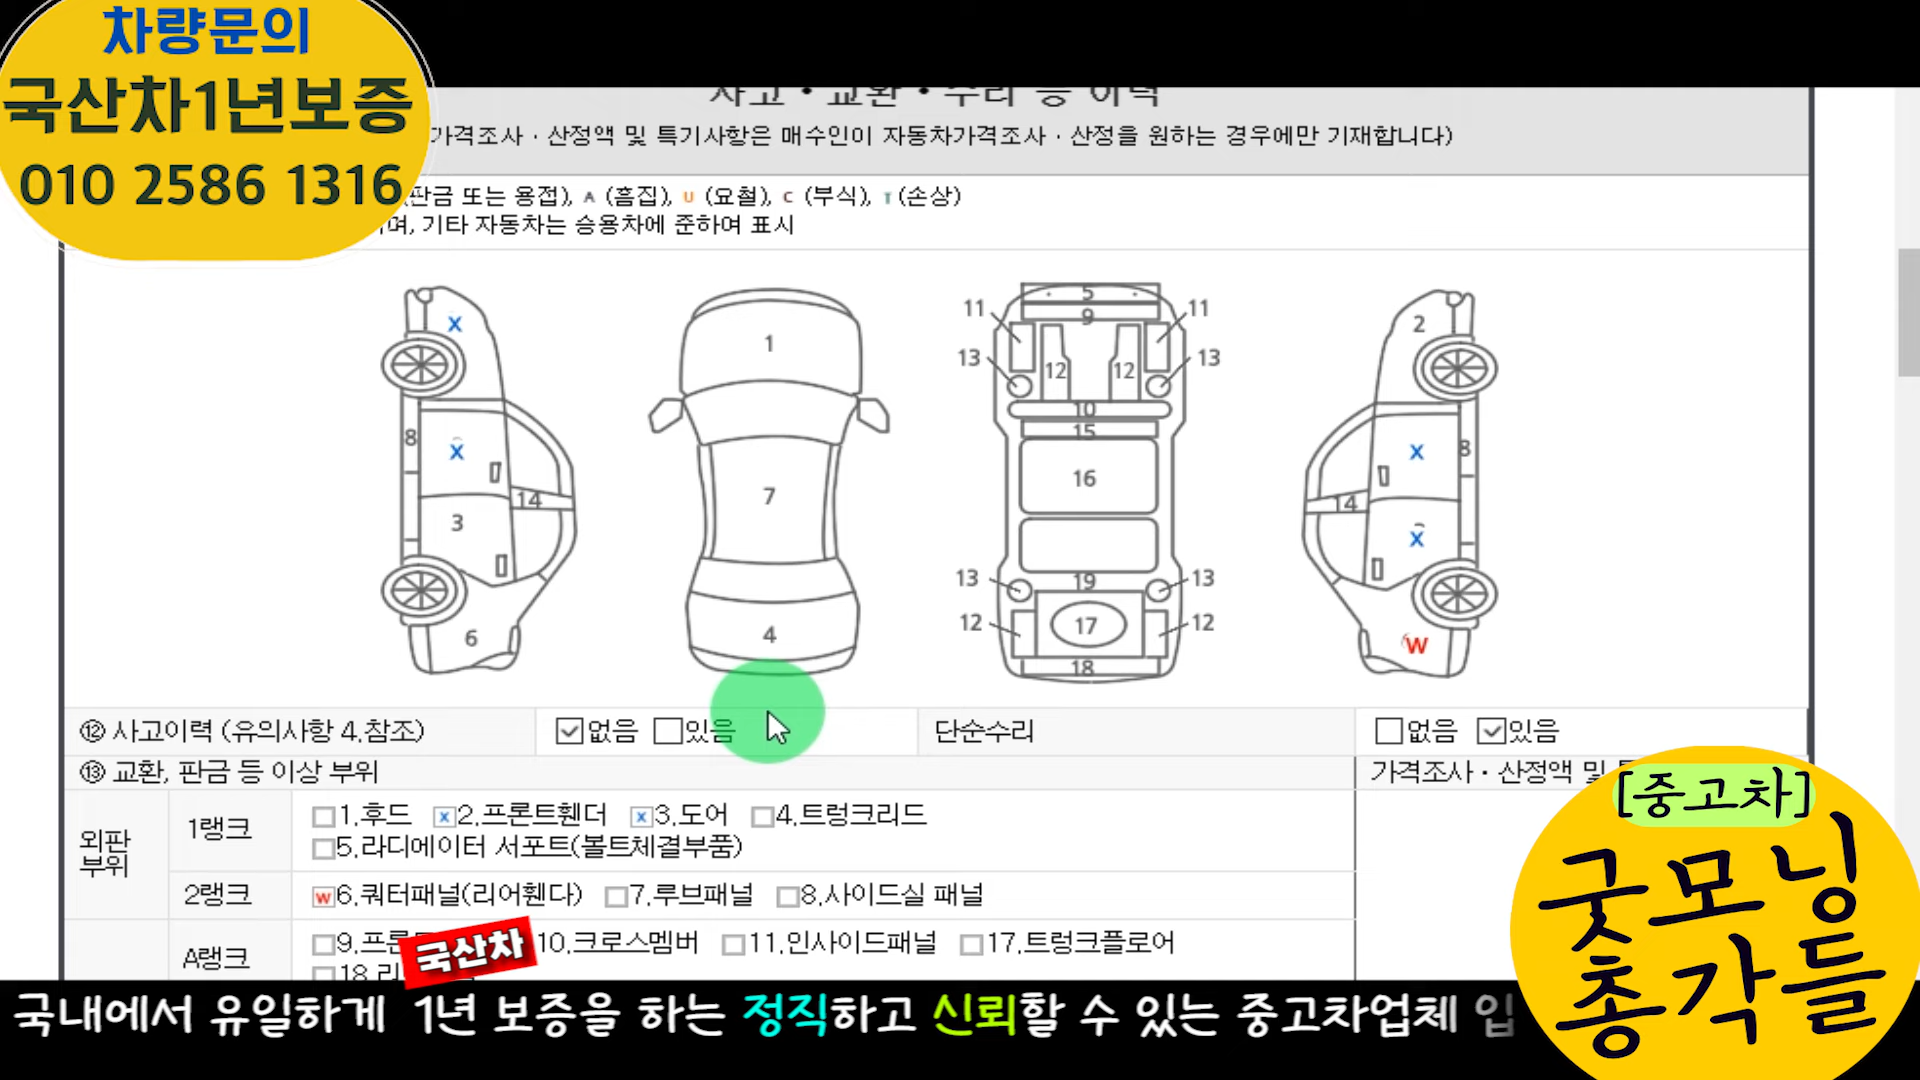 차량문의
국산차1년보증
010 2586 1316
사고 • 교환 • 수리 등 이력
가격조사 · 산정액 및 특기사항은 매수인이 자동차가격조사 · 산정을 원하는 경우에만 기재합니다)
(판금 또는 용접), A (흠집), U (요철), C (부식), T (손상)
며, 기타 자동차는 승용차에 준하여 표시
X
8
X
14
3
6
1
7
4
5
11
9
11
13
12
12
13
10
15
16
13
19
13
12
17
12
18
2
X
8
4
X
W
⑫ 사고이력 (유의사항 4.참조)
없음 있음
단순수리
없음 있음
⑬ 교환, 판금 등 이상 부위
가격조사 · 산정액 및
외판
부위
1랭크
1.후드 X 2.프론트휀더 X 3.도어 4.트렁크리드
5.라디에이터 서포트(볼트체결부품)
2랭크
W 6.쿼터패널(리어휀다) 7.루브패널 8.사이드실 패널
A랭크
9.프론 10.크로스멤버 11.인사이드패널 17.트렁크플로어
18.리
국산차
국내에서 유일하게 1년 보증을 하는 정직하고 신뢰할 수 있는 중고차업체 입
[중고차]
굿모닝
총각들